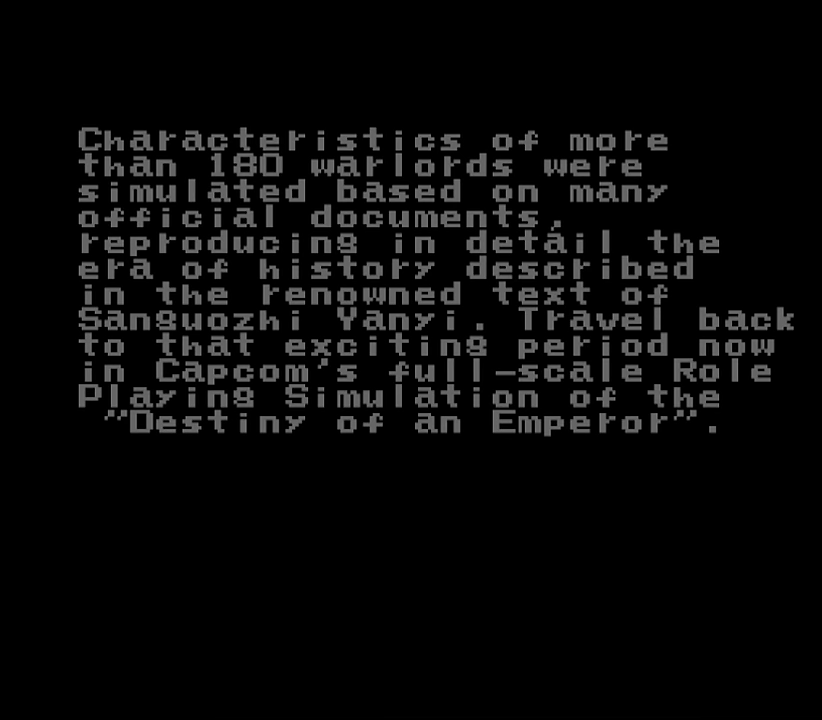 Characteristics of more
than 180 warlords were
simulated based on many
official documents,
reproducing in detail the
era of history described
in the renowned text of
Sanguozhi Yanyi. Travel back
to that exciting period now
in Capcom's full-scale Role
Playing Simulation of the
"Destiny of an Emperor".